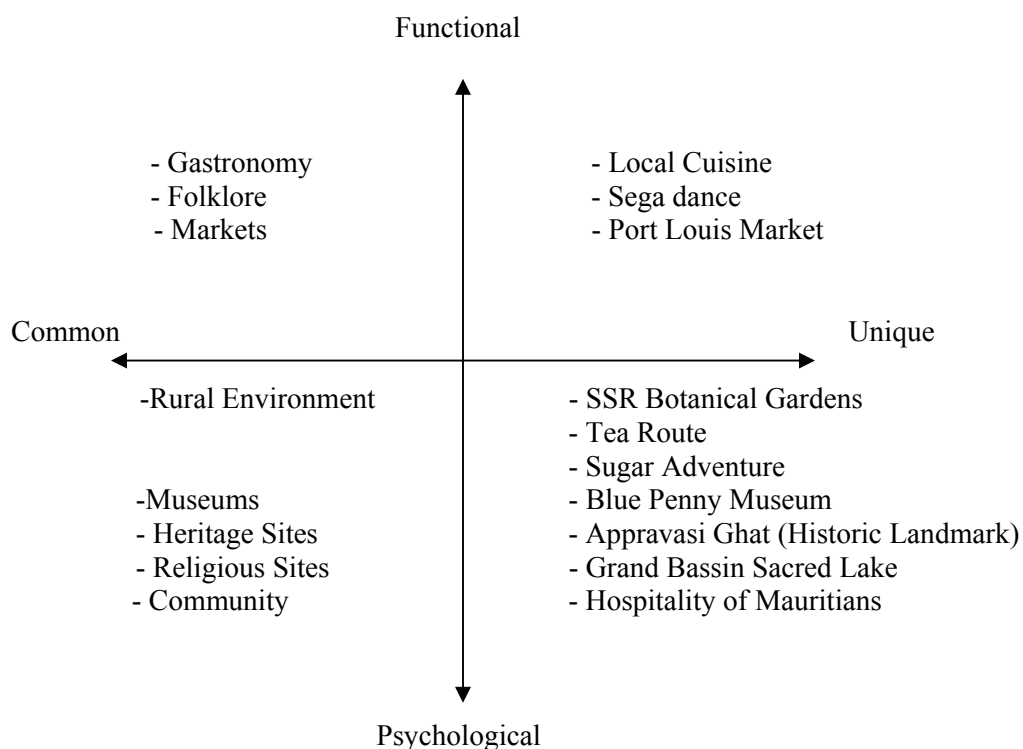 Functional
- Gastronomy
- Folklore
- Markets
- Local Cuisine
- Sega dance
- Port Louis Market
Common
Unique
-Rural Environment
-Museums
- Heritage Sites
- Religious Sites
- Community
- SSR Botanical Gardens
- Tea Route
- Sugar Adventure
- Blue Penny Museum
- Appravasi Ghat (Historic Landmark)
- Grand Bassin Sacred Lake
- Hospitality of Mauritians
Psychological